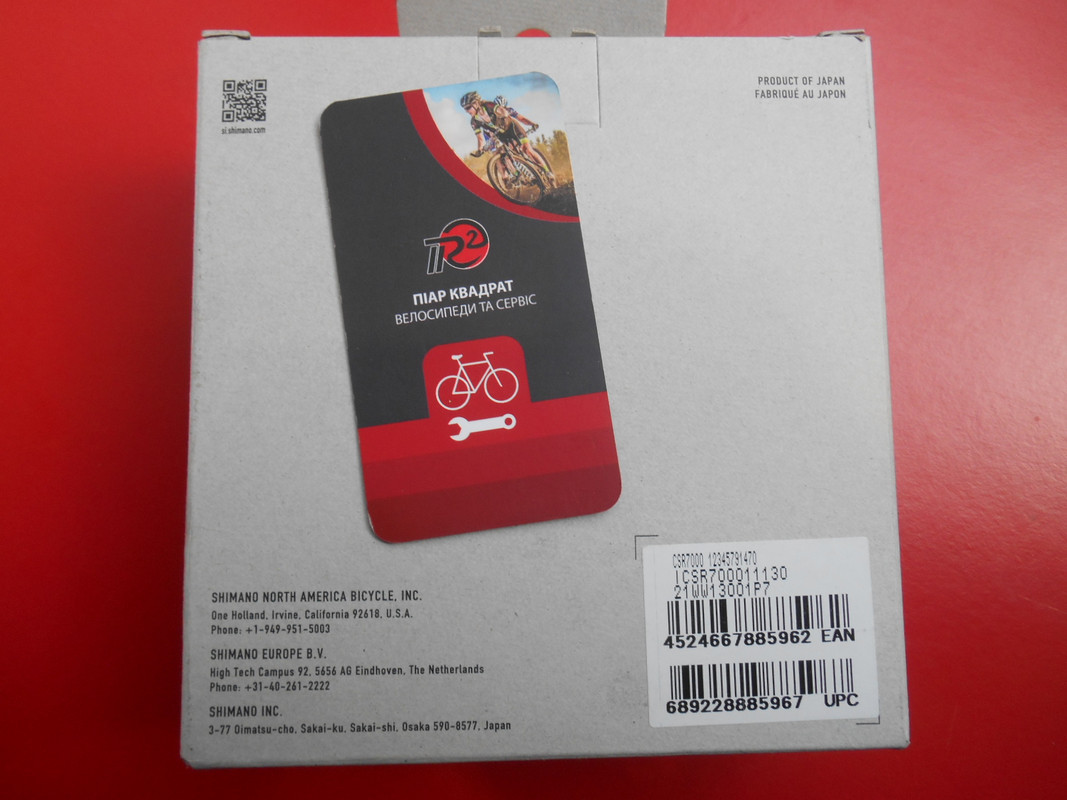 si.shimano.com
PRODUCT OF JAPAN
FABRIQUÉ AU JAPON
ПR2
ПІАР КВАДРАТ
ВЕЛОСИПЕДИ ТА СЕРВІС
SHIMANO NORTH AMERICA BICYCLE, INC.
One Holland, Irvine, California 92618, U.S.A.
Phone: +1-949-951-5003
SHIMANO EUROPE B.V.
High Tech Campus 92, 5656 AG Eindhoven, The Netherlands
Phone: +31-40-261-2222
SHIMANO INC.
3-77 Oimatsu-cho, Sakai-ku, Sakai-shi, Osaka 590-8577, Japan
CSR7000 12345791470
ICSR700011130
21WW13001P7
4524667885962 EAN
689228885967 UPC